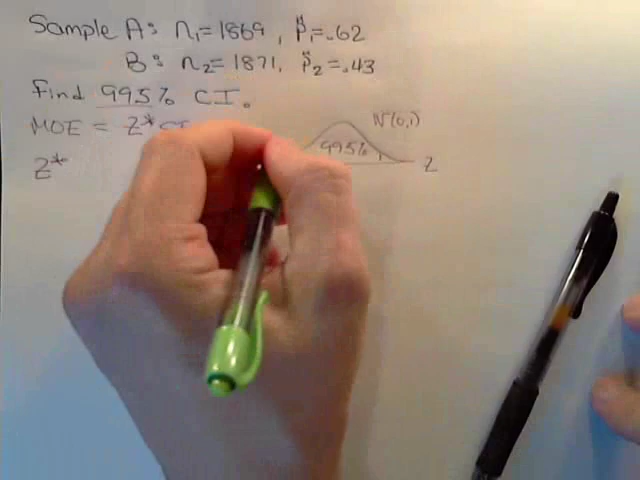 Sample A: n₁=1869, p̂₁=.62
B: n₂=1871, p̂₂=.43
Find 99.5% CI.
MOE = Z*
N(0,1)
99.5%
Z* Z